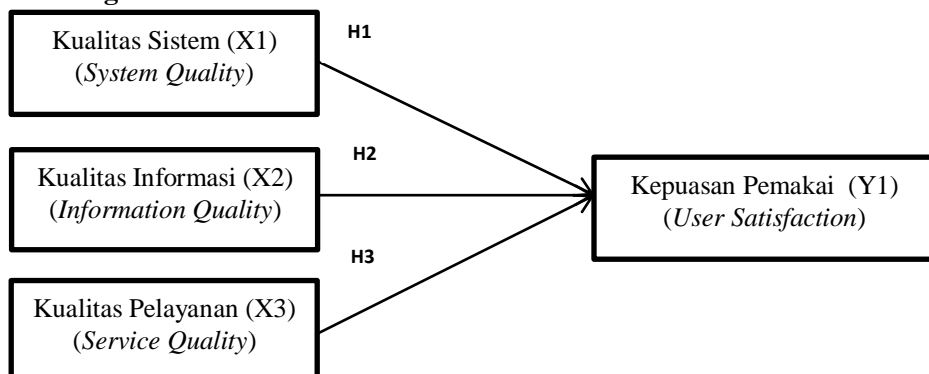 Kualitas Sistem (X1)
(System Quality)
H1
Kualitas Informasi (X2)
(Information Quality)
H2
Kepuasan Pemakai (Y1)
(User Satisfaction)
H3
Kualitas Pelayanan (X3)
(Service Quality)